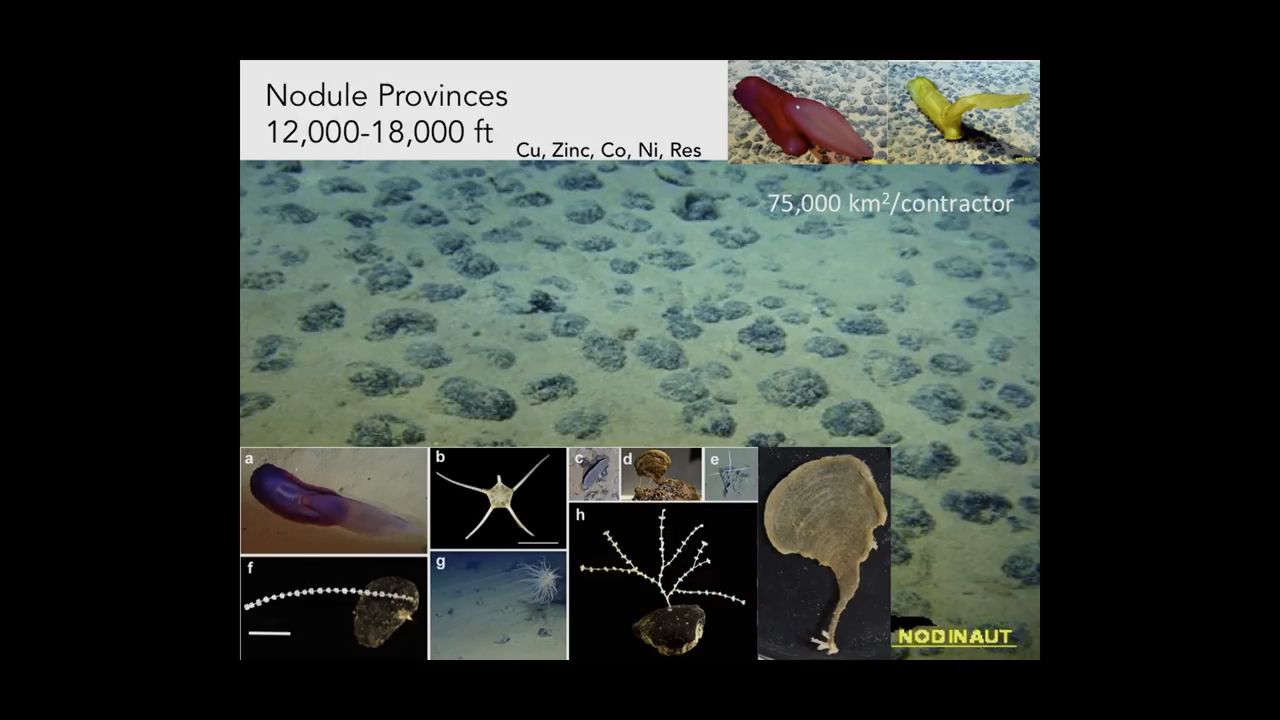 Nodule Provinces
12,000-18,000 ft
Cu, Zinc, Co, Ni, Res
75,000 km²/contractor
a
b
c
d
e
f
g
h
NODINAUT